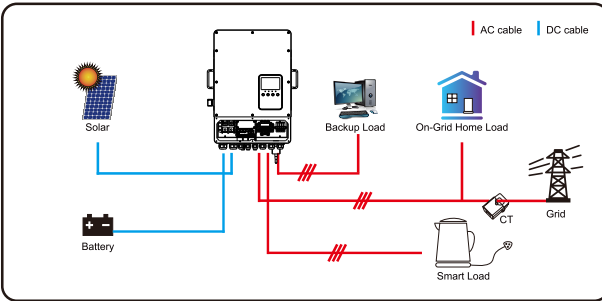 AC cable
DC cable
Solar
Backup Load
On-Grid Home Load
CT
Grid
Battery
Smart Load